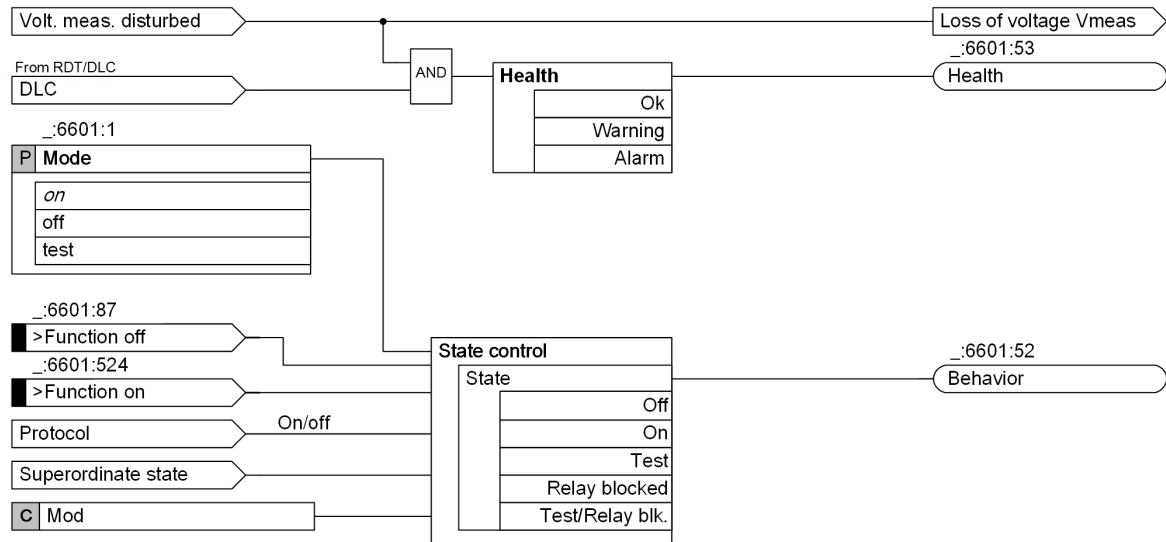 Volt. meas. disturbed
Loss of voltage Vmeas
_:6601:53
From RDT/DLC
AND
Health
Health
DLC
Ok
Warning
_:6601:1
Alarm
P Mode
on
off
test
_:6601:87
>Function off
State control
_:6601:52
_:6601:524
State
Behavior
>Function on
Off
On/off
Protocol
On
Test
Superordinate state
Relay blocked
C Mod
Test/Relay blk.